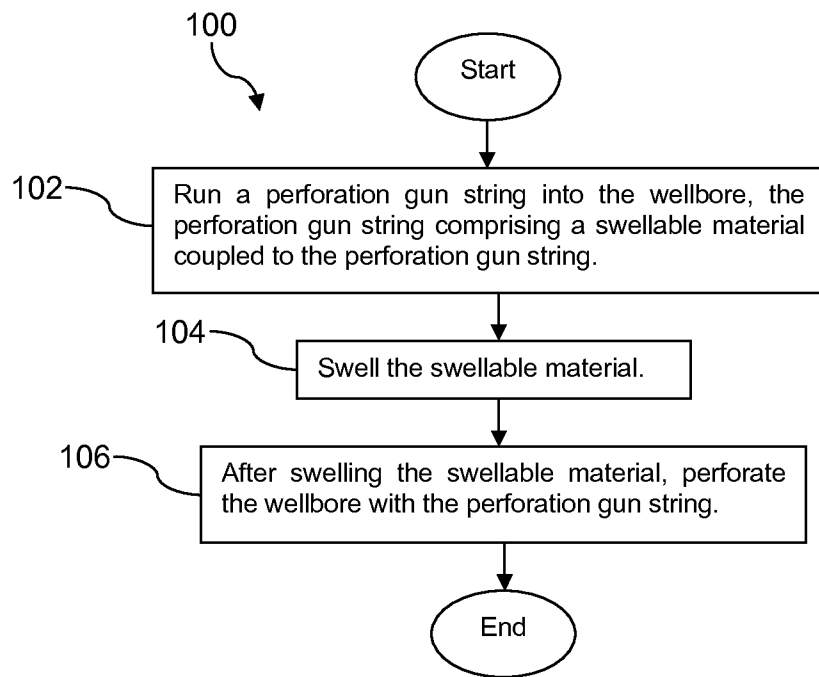 100
Start
102
Run a perforation gun string into the wellbore, the
perforation gun string comprising a swellable material
coupled to the perforation gun string.
104
Swell the swellable material.
106
After swelling the swellable material, perforate
the wellbore with the perforation gun string.
End